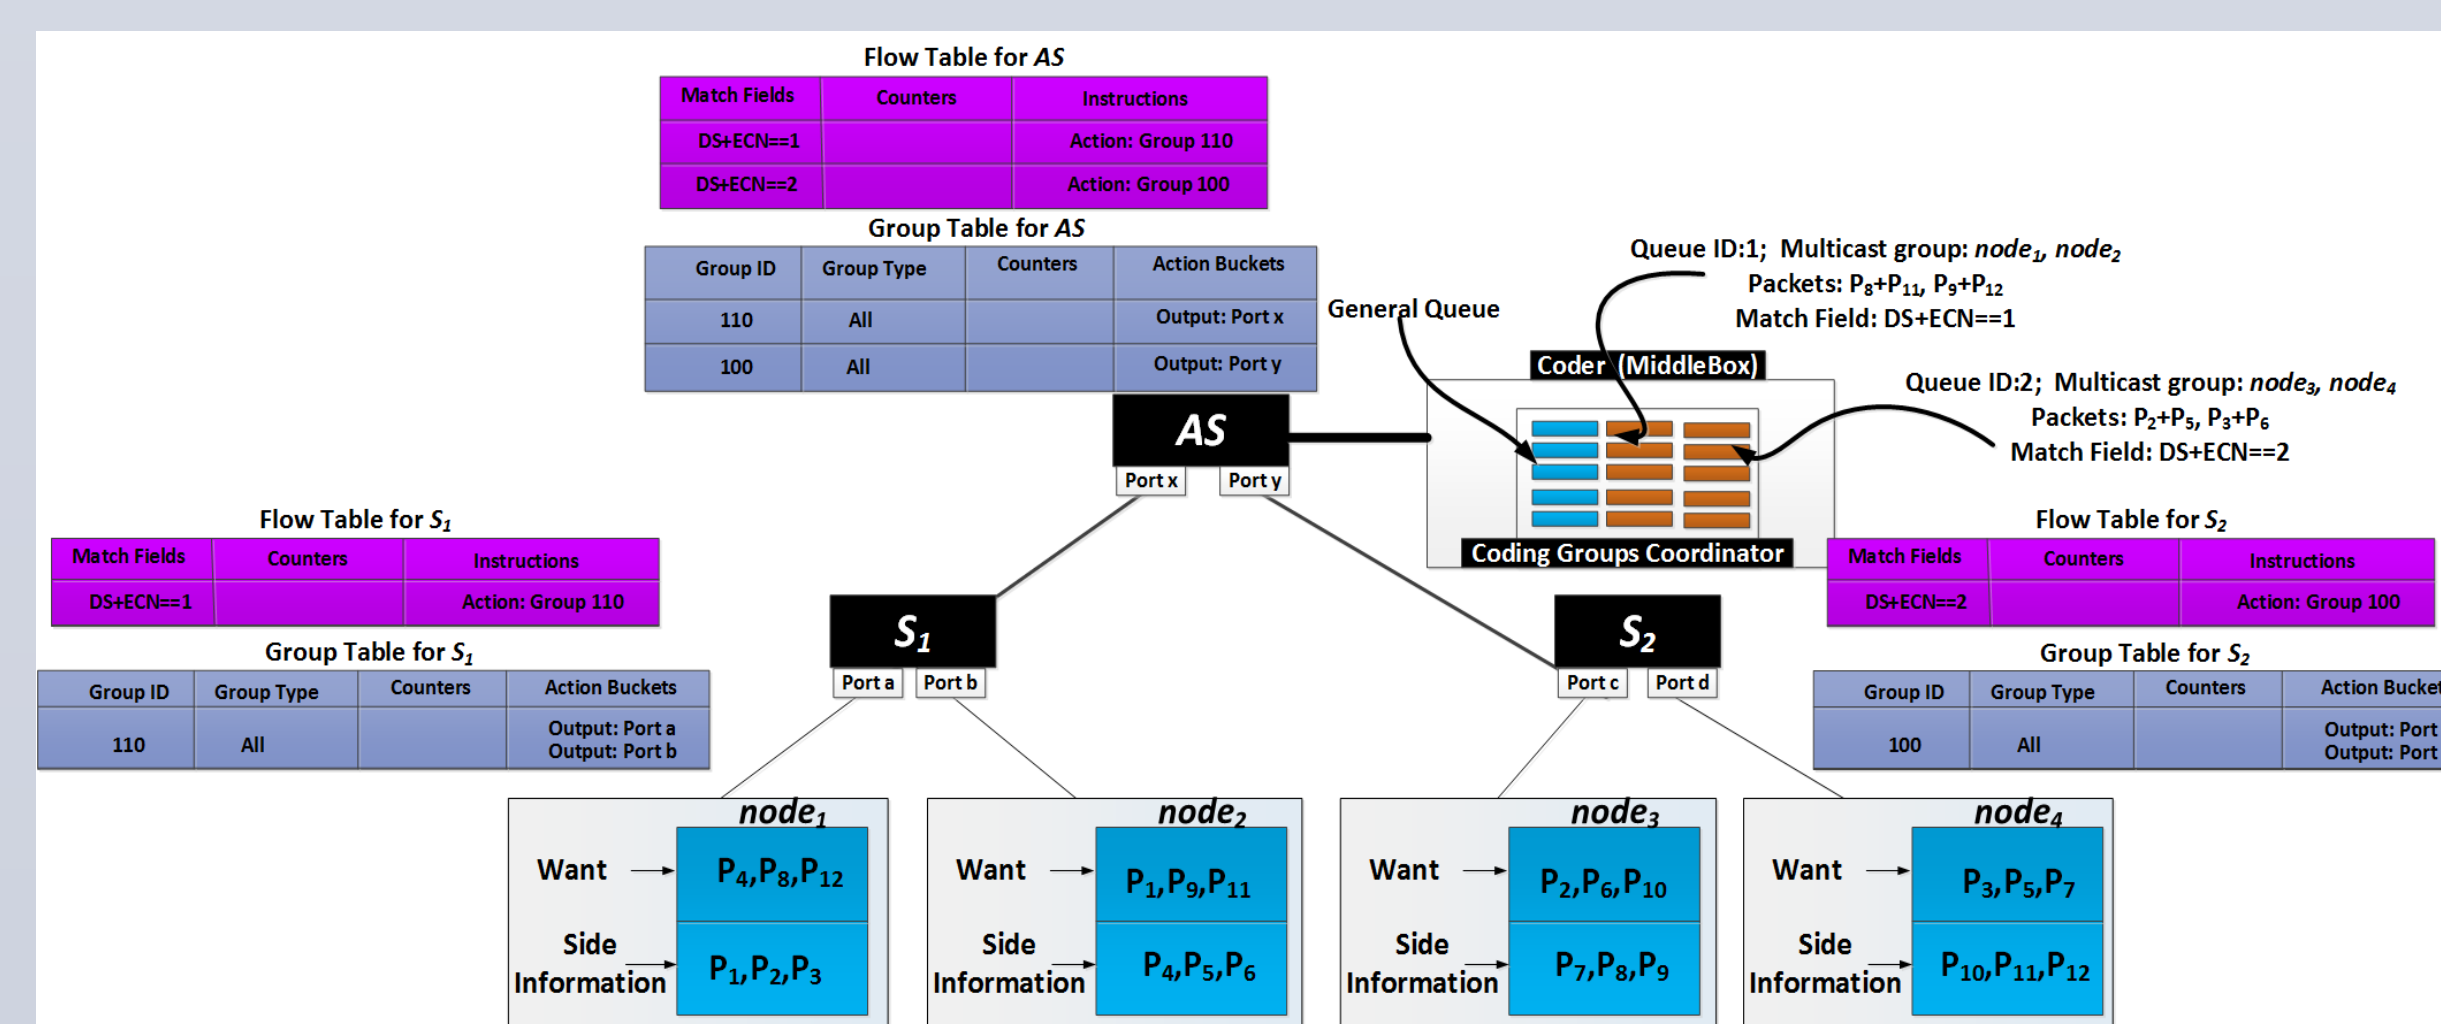 Flow Table for AS
Match Fields Counters Instructions
DS+ECN==1 Action: Group 110
DS+ECN==2 Action: Group 100
Group Table for AS
Group ID Group Type Counters Action Buckets
110 All Output: Port x
100 All Output: Port y
General Queue
Queue ID:1; Multicast group: node1, node2
Packets: P8+P11, P9+P12
Match Field: DS+ECN==1
Coder (MiddleBox)
Queue ID:2; Multicast group: node3, node4
Packets: P2+P5, P3+P6
Match Field: DS+ECN==2
AS
Port x Port y
Coding Groups Coordinator
Flow Table for S1
Match Fields Counters Instructions
DS+ECN==1 Action: Group 110
Group Table for S1
Group ID Group Type Counters Action Buckets
110 All Output: Port a
Output: Port b
S1
Port a Port b
S2
Port c Port d
Flow Table for S2
Match Fields Counters Instructions
DS+ECN==2 Action: Group 100
Group Table for S2
Group ID Group Type Counters Action Bucket
100 All Output: Port
Output: Port
node1
Want P4,P8,P12
Side
Information P1,P2,P3
node2
Want P1,P9,P11
Side
Information P4,P5,P6
node3
Want P2,P6,P10
Side
Information P7,P8,P9
node4
Want P3,P5,P7
Side
Information P10,P11,P12